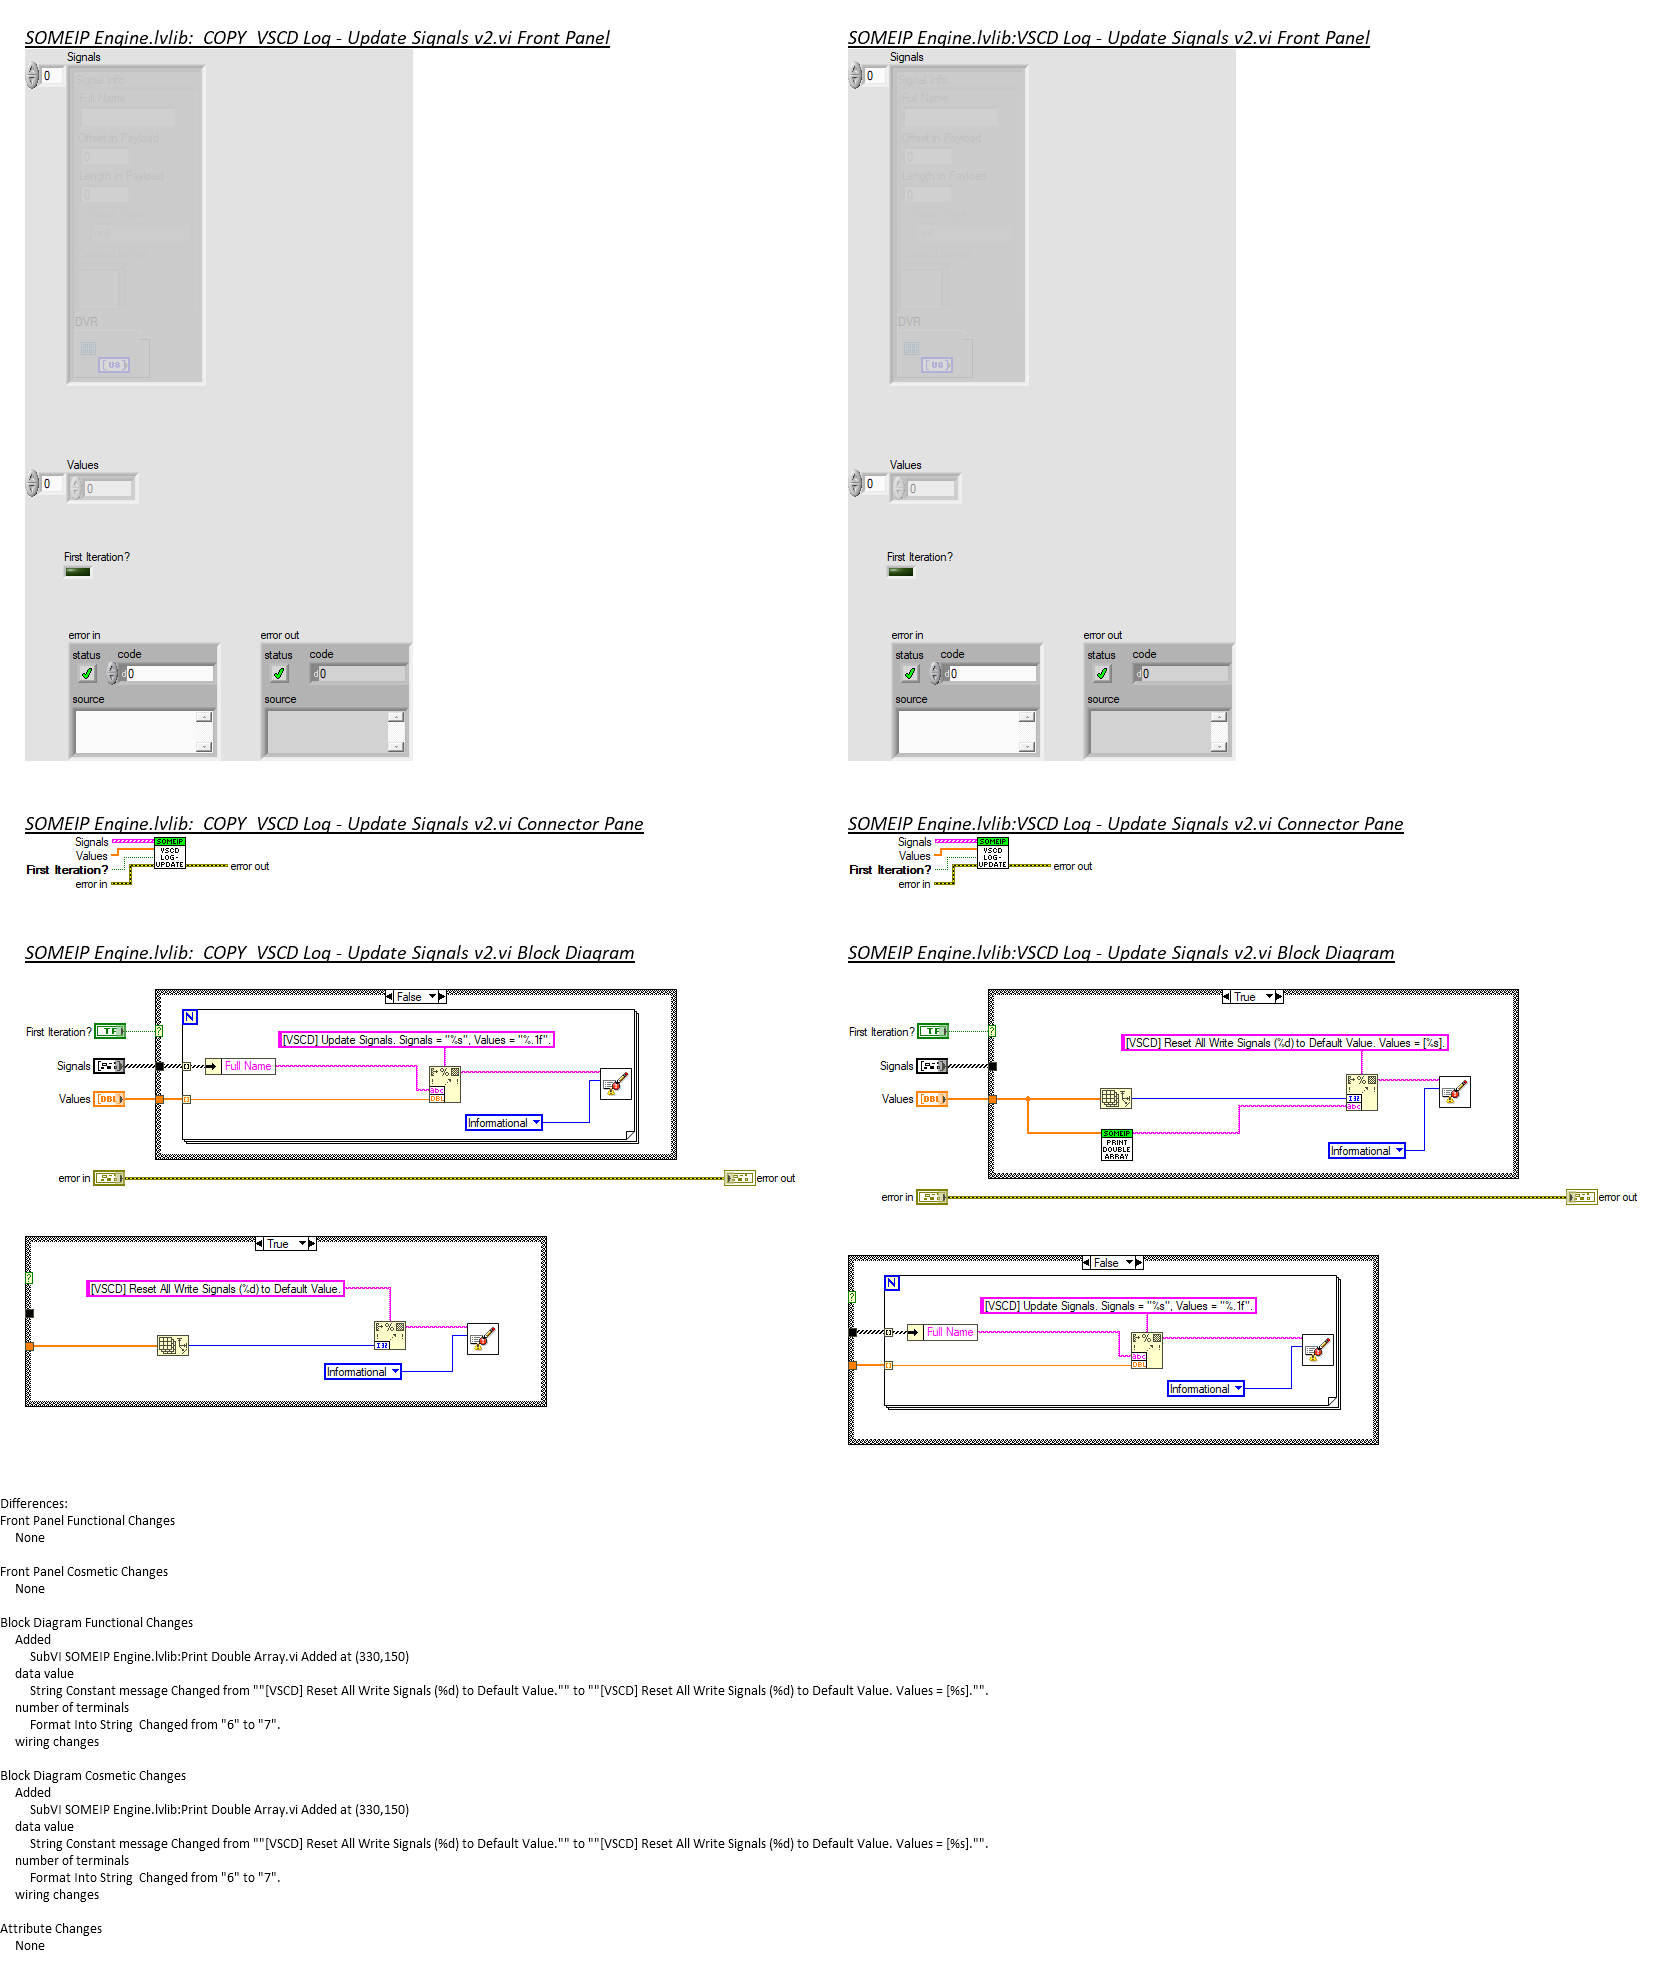 SOMEIP Engine.lvlib:_COPY_VSCD Log - Update Signals v2.vi Front Panel
Signals
0
Signal Info
Full Name
Offset in Payload
0
Length in Payload
0
DVR
[U8]
Values
0
0
First Iteration?
error in
status
code
d0
source
error out
status
code
d0
source
SOMEIP Engine.lvlib:VSCD Log - Update Signals v2.vi Front Panel
Signals
0
Signal Info
Full Name
Offset in Payload
0
Length in Payload
0
DVR
[U8]
Values
0
0
First Iteration?
error in
status
code
d0
source
error out
status
code
d0
source
SOMEIP Engine.lvlib:_COPY_VSCD Log - Update Signals v2.vi Connector Pane
Signals
Values
First Iteration?
error in
SOMEIP
VSCD
LOG-
UPDATE
error out
SOMEIP Engine.lvlib:VSCD Log - Update Signals v2.vi Connector Pane
Signals
Values
First Iteration?
error in
SOMEIP
VSCD
LOG-
UPDATE
error out
SOMEIP Engine.lvlib:_COPY_VSCD Log - Update Signals v2.vi Block Diagram
False
N
First Iteration?
TF
?
[VSCD] Update Signals. Signals = "%s", Values = "%.1f".
Signals
Full Name
Values
[DBL]
abc
DBL
Informational
error in
error out
True
?
[VSCD] Reset All Write Signals (%d) to Default Value.
I32
Informational
SOMEIP Engine.lvlib:VSCD Log - Update Signals v2.vi Block Diagram
True
First Iteration?
TF
?
[VSCD] Reset All Write Signals (%d) to Default Value. Values = [%s].
Signals
Values
[DBL]
I32
abc
SOMEIP
PRINT
DOUBLE
ARRAY
Informational
error in
error out
False
N
?
[VSCD] Update Signals. Signals = "%s", Values = "%.1f".
Full Name
abc
DBL
Informational
Differences:
Front Panel Functional Changes
None
Front Panel Cosmetic Changes
None
Block Diagram Functional Changes
Added
SubVI SOMEIP Engine.lvlib:Print Double Array.vi Added at (330,150)
data value
String Constant message Changed from ""[VSCD] Reset All Write Signals (%d) to Default Value."" to ""[VSCD] Reset All Write Signals (%d) to Default Value. Values = [%s]."".
number of terminals
Format Into String  Changed from "6" to "7".
wiring changes
Block Diagram Cosmetic Changes
Added
SubVI SOMEIP Engine.lvlib:Print Double Array.vi Added at (330,150)
data value
String Constant message Changed from ""[VSCD] Reset All Write Signals (%d) to Default Value."" to ""[VSCD] Reset All Write Signals (%d) to Default Value. Values = [%s]."".
number of terminals
Format Into String  Changed from "6" to "7".
wiring changes
Attribute Changes
None